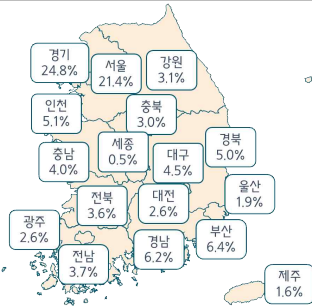 경기
24.8%
서울
21.4%
강원
3.1%
인천
5.1%
충북
3.0%
세종
0.5%
경북
5.0%
충남
4.0%
대구
4.5%
울산
1.9%
전북
3.6%
대전
2.6%
광주
2.6%
부산
6.4%
경남
6.2%
전남
3.7%
제주
1.6%